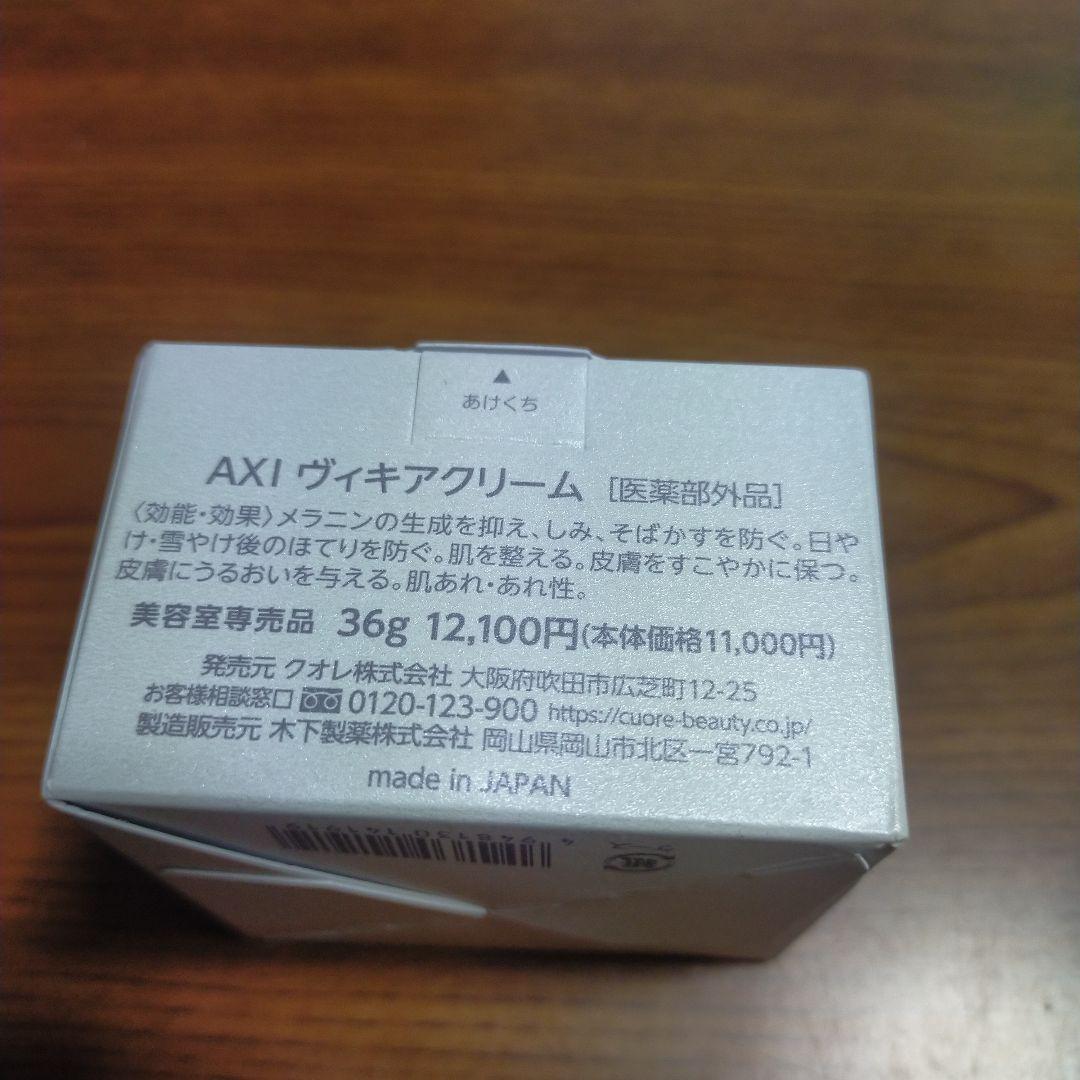 ▲
あけくち
AXI ヴィキアクリーム [医薬部外品]
〈効能・効果〉メラニンの生成を抑え、しみ、そばかすを防ぐ。日や
け・雪やけ後のほてりを防ぐ。肌を整える。皮膚をすこやかに保つ。
皮膚にうるおいを与える。肌あれ・あれ性。
美容室専売品 36g 12,100円(本体価格11,000円)
発売元 クオレ株式会社 大阪府吹田市広芝町12-25
お客様相談窓口 0120-123-900 https://cuore-beauty.co.jp/
製造販売元 木下製薬株式会社 岡山県岡山市北区一宮792-1
made in JAPAN